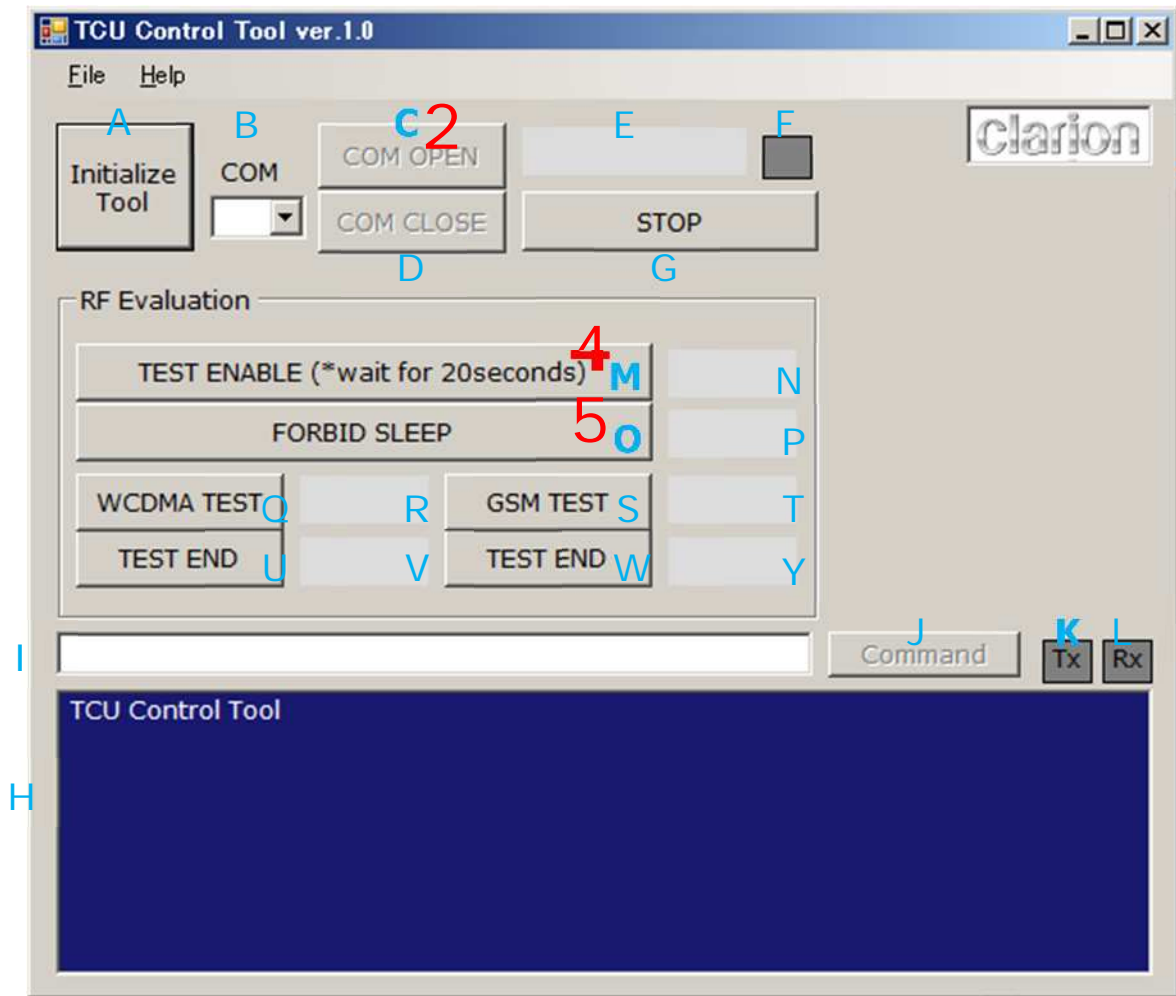 TCU Control Tool ver.1.0
File Help
A B C 2 E F
Initialize Tool COM COM OPEN clarion
COM CLOSE STOP
D G
RF Evaluation
TEST ENABLE (*wait for 20seconds) 4 M N
FORBID SLEEP 5 O P
WCDMA TEST Q R GSM TEST S T
TEST END U V TEST END W Y
I J K L
Command Tx Rx
TCU Control Tool
H